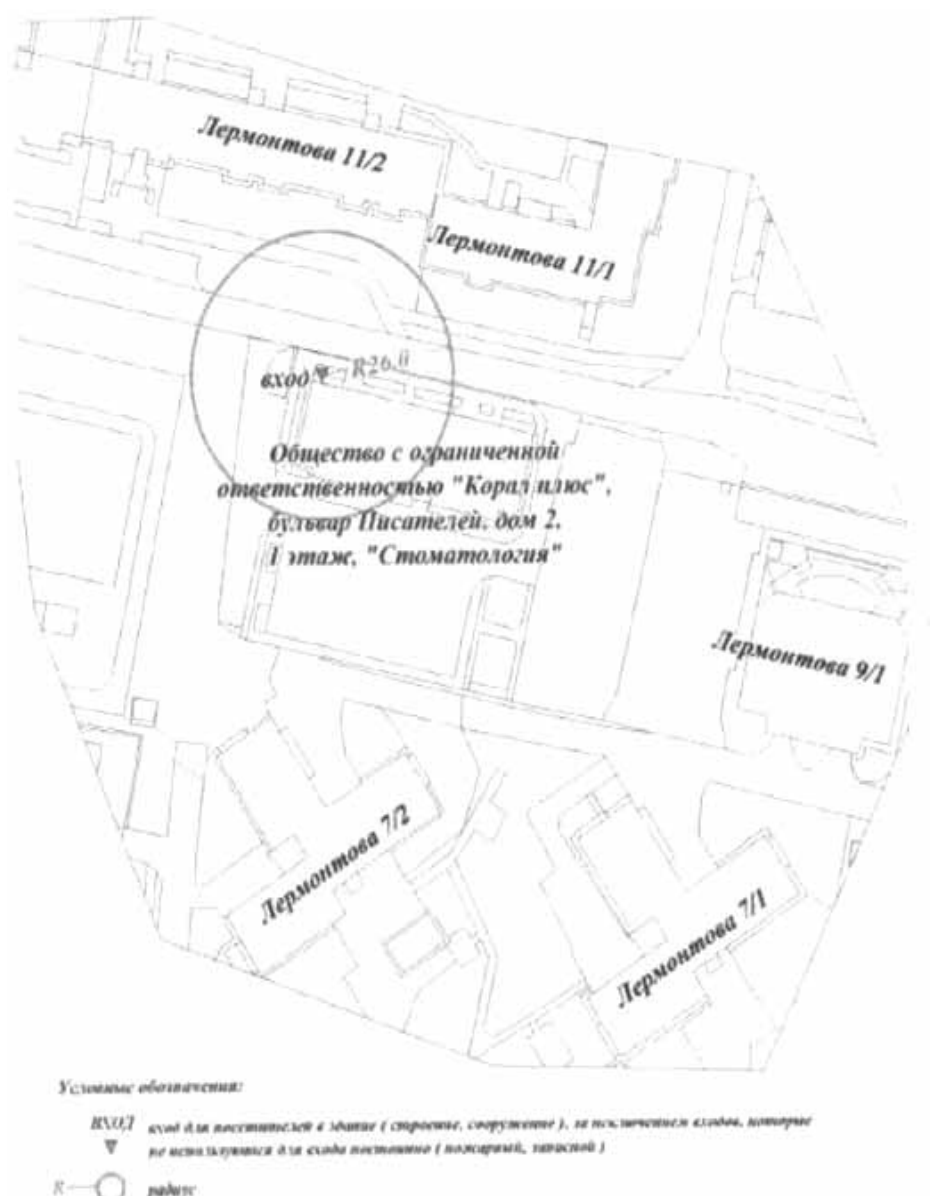 Лермонтова 11/2
Лермонтова 11/1
вход R26,0
Общество с ограниченной
ответственностью "Корал плюс",
бульвар Писателей, дом 2,
1 этаж, "Стоматология"
Лермонтова 9/1
Лермонтова 7/2
Лермонтова 7/1
Условные обозначения:
ВХОД вход для посетителей в здание ( строение, сооружение ), за исключением входов, которые
не используются для входа постоянно ( пожарный, запасной )
R радиус